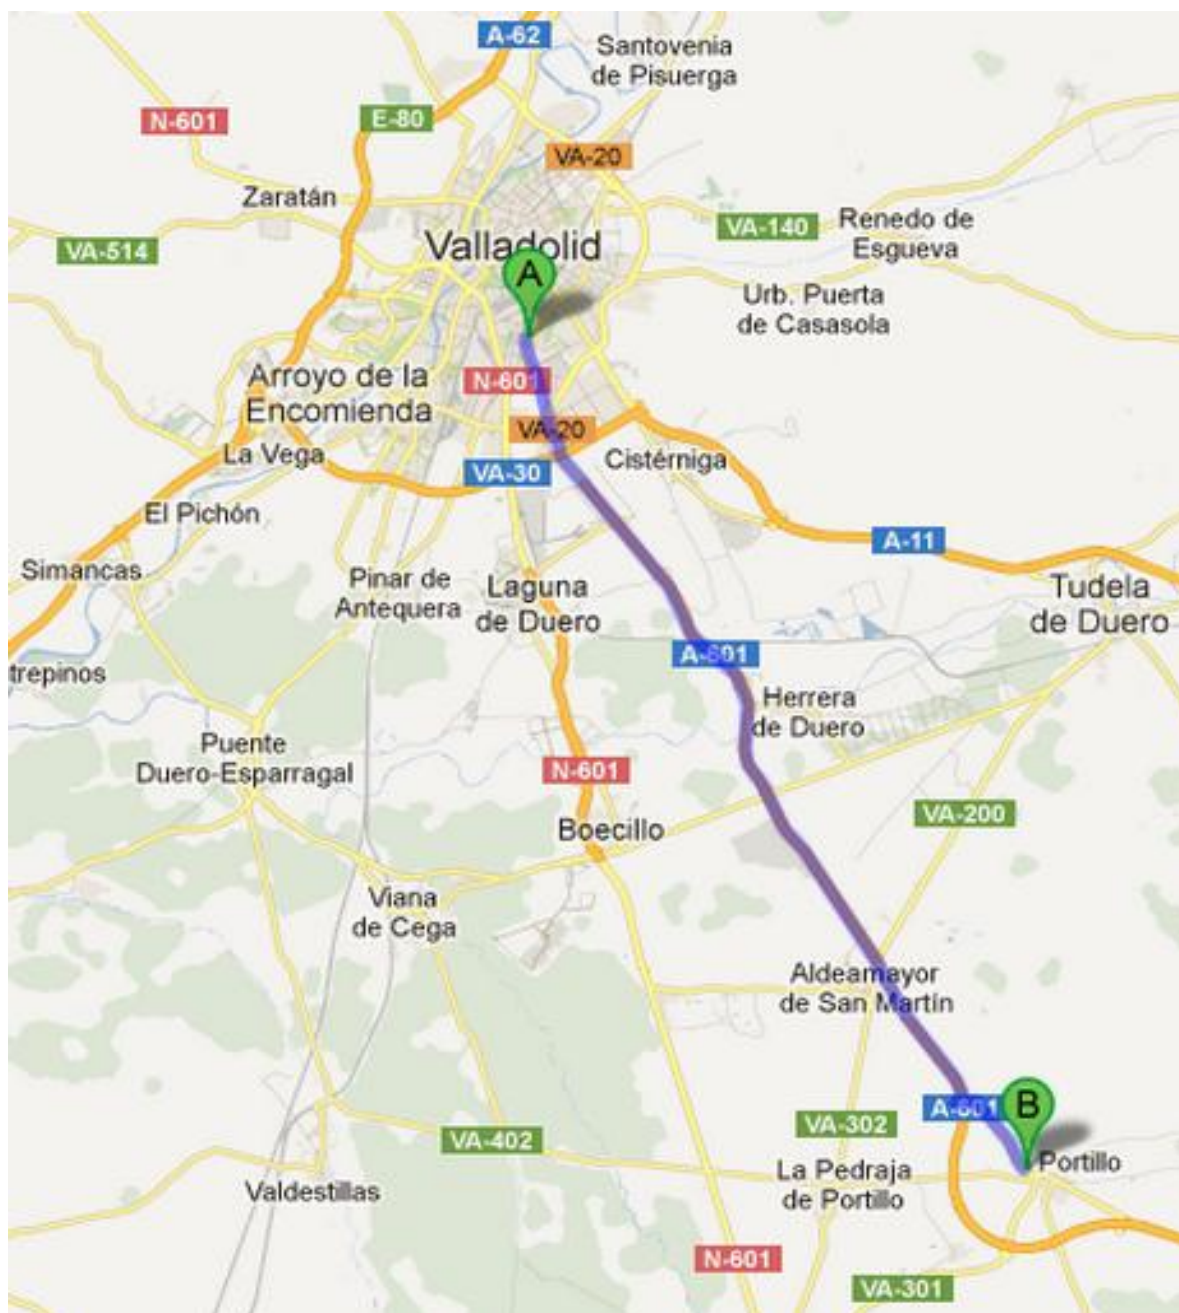 A-62
Santovenia
de Pisuerga
N-601
E-80
VA-20
Zaratán
VA-514
Valladolid
VA-140
Renedo de
Esgueva
A
Urb. Puerta
de Casasola
Arroyo de la
Encomienda
N-601
VA-20
La Vega
VA-30
Cistérniga
El Pichón
A-11
Simancas
Pinar de
Antequera
Laguna
de Duero
Tudela
de Duero
trepinos
A-601
Herrera
de Duero
Puente
Duero-Esparragal
N-601
VA-200
Boecillo
Viana
de Cega
Aldeamayor
de San Martín
A-601
B
VA-302
VA-402
La Pedraja
de Portillo
Portillo
Valdestillas
N-601
VA-301